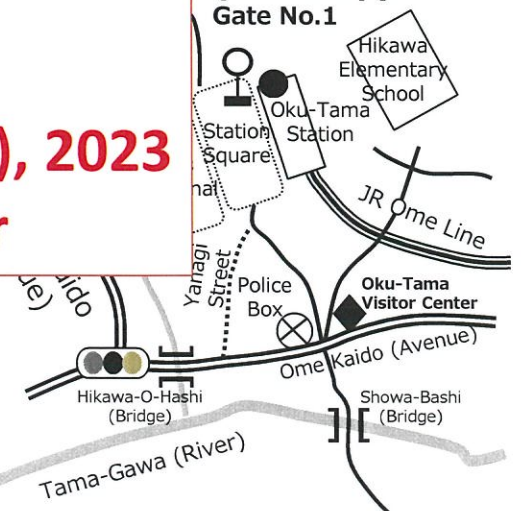 Gate No.1
Hikawa
Elementary
School
Oku-Tama
Station
Station
Square
), 2023
JR Ome Line
Yanagi
Street
Police
Box
Oku-Tama
Visitor Center
Ome Kaido (Avenue)
Hikawa-O-Hashi
(Bridge)
Showa-Bashi
(Bridge)
Tama-Gawa (River)